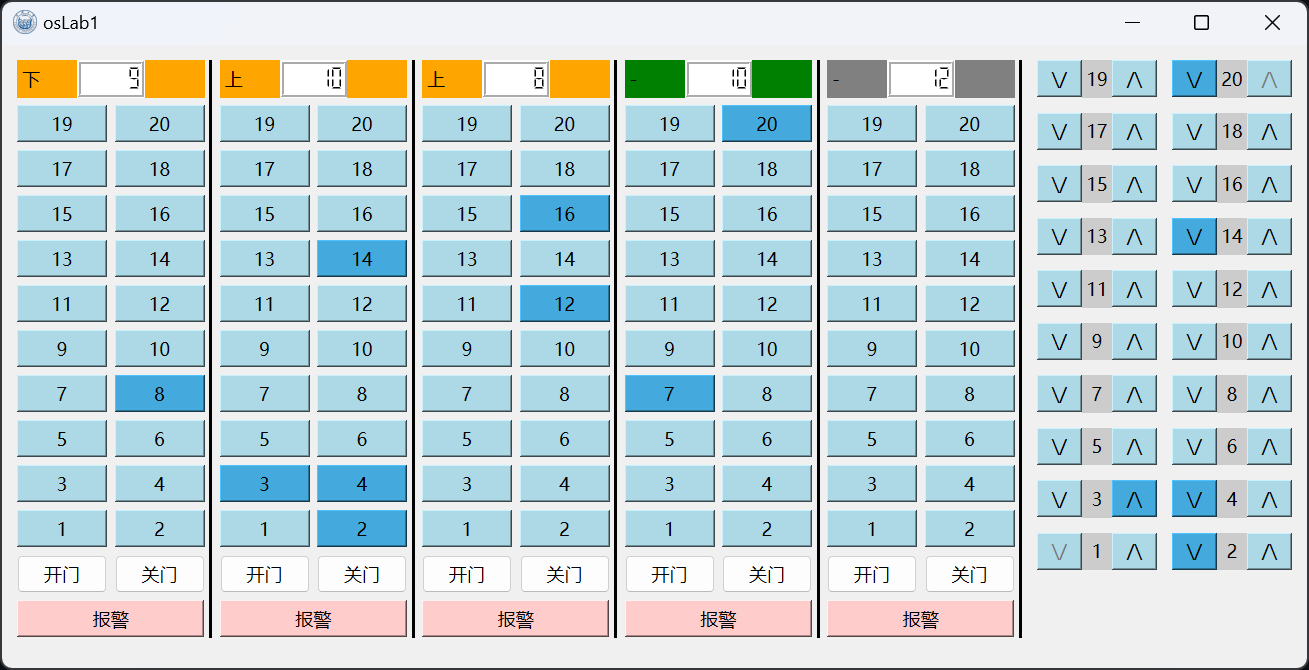 osLab1
下 9 上 10 上 8 - 10 - 12 ⋁ 19 ⋀ ⋁ 20 ⋀
19 20 19 20 19 20 19 20 19 20
⋁ 17 ⋀ ⋁ 18 ⋀
17 18 17 18 17 18 17 18 17 18
⋁ 15 ⋀ ⋁ 16 ⋀
15 16 15 16 15 16 15 16 15 16
⋁ 13 ⋀ ⋁ 14 ⋀
13 14 13 14 13 14 13 14 13 14
⋁ 11 ⋀ ⋁ 12 ⋀
11 12 11 12 11 12 11 12 11 12
⋁ 9 ⋀ ⋁ 10 ⋀
9 10 9 10 9 10 9 10 9 10
⋁ 7 ⋀ ⋁ 8 ⋀
7 8 7 8 7 8 7 8 7 8
5 6 5 6 5 6 5 6 5 6
⋁ 5 ⋀ ⋁ 6 ⋀
3 4 3 4 3 4 3 4 3 4
⋁ 3 ⋀ ⋁ 4 ⋀
1 2 1 2 1 2 1 2 1 2
⋁ 1 ⋀ ⋁ 2 ⋀
开门 关门 开门 关门 开门 关门 开门 关门 开门 关门
报警 报警 报警 报警 报警